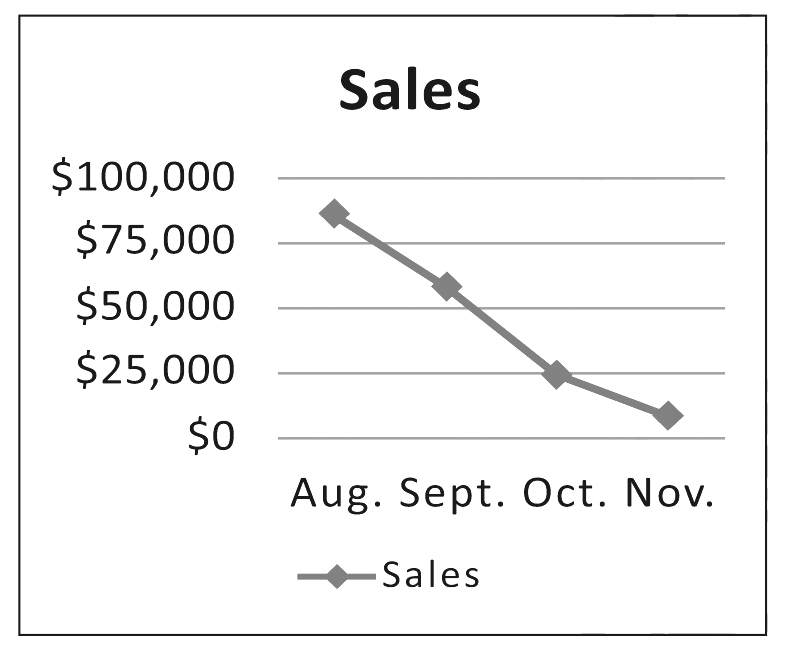 Sales
$100,000
$75,000
$50,000
$25,000
$0
Aug. Sept. Oct. Nov.
Sales